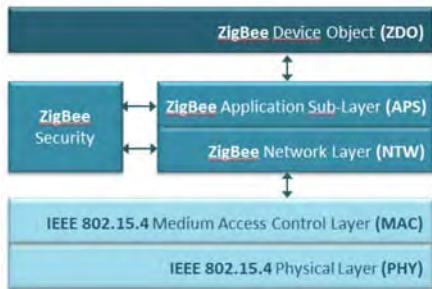 ZigBee Device Object (ZDO)
ZigBee
Security
ZigBee Application Sub-Layer (APS)
ZigBee Network Layer (NTW)
IEEE 802.15.4 Medium Access Control Layer (MAC)
IEEE 802.15.4 Physical Layer (PHY)